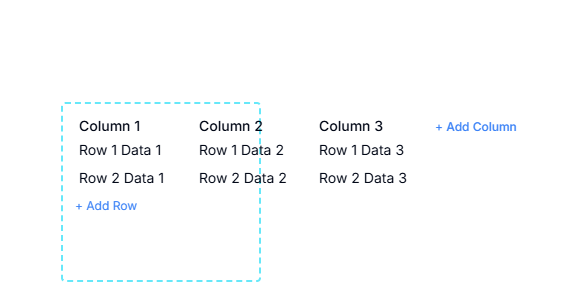 Column 1 Column 2 Column 3 + Add Column
Row 1 Data 1 Row 1 Data 2 Row 1 Data 3
Row 2 Data 1 Row 2 Data 2 Row 2 Data 3
+ Add Row